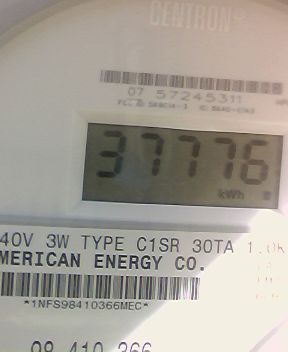 CENTRON
07 57245311
37776
kWh
40V 3W TYPE C1SR 30TA 1.0K
MERICAN ENERGY CO.
*1NFS98410366MEC*
98 410 366